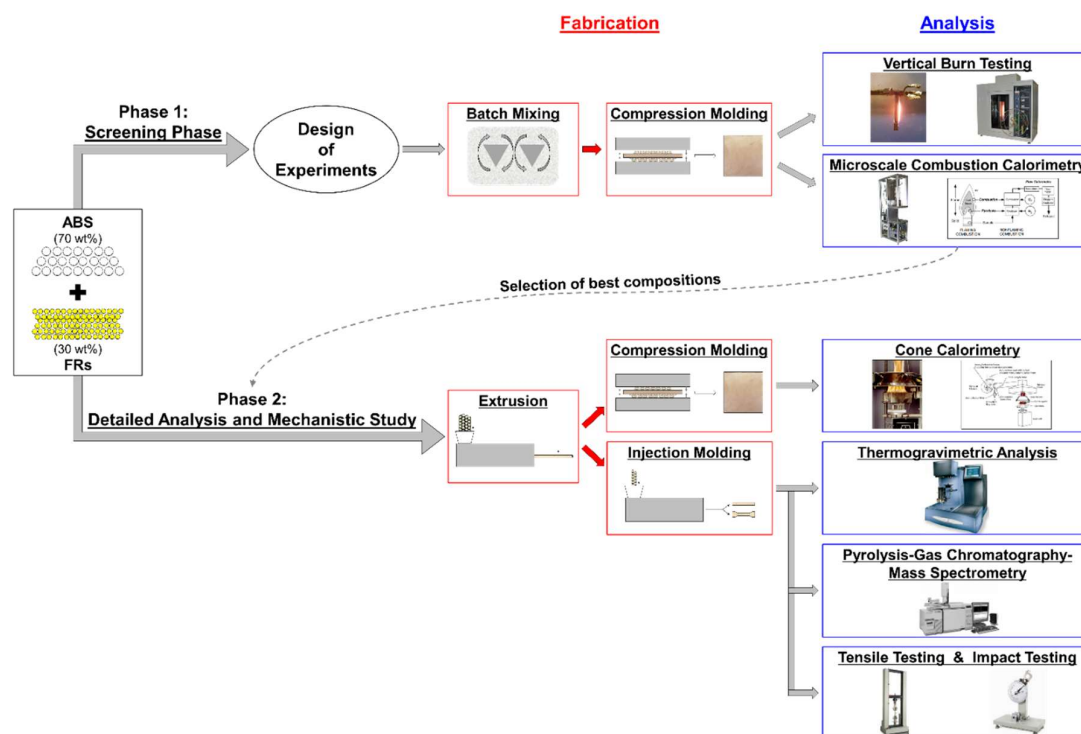 Fabrication
Analysis
Phase 1:
Screening Phase
Design
of
Experiments
Batch Mixing
Compression Molding
Vertical Burn Testing
Microscale Combustion Calorimetry
ABS
(70 wt%)
+
(30 wt%)
FRs
Selection of best compositions
Phase 2:
Detailed Analysis and Mechanistic Study
Extrusion
Compression Molding
Injection Molding
Cone Calorimetry
Thermogravimetric Analysis
Pyrolysis-Gas Chromatography-
Mass Spectrometry
Tensile Testing & Impact Testing